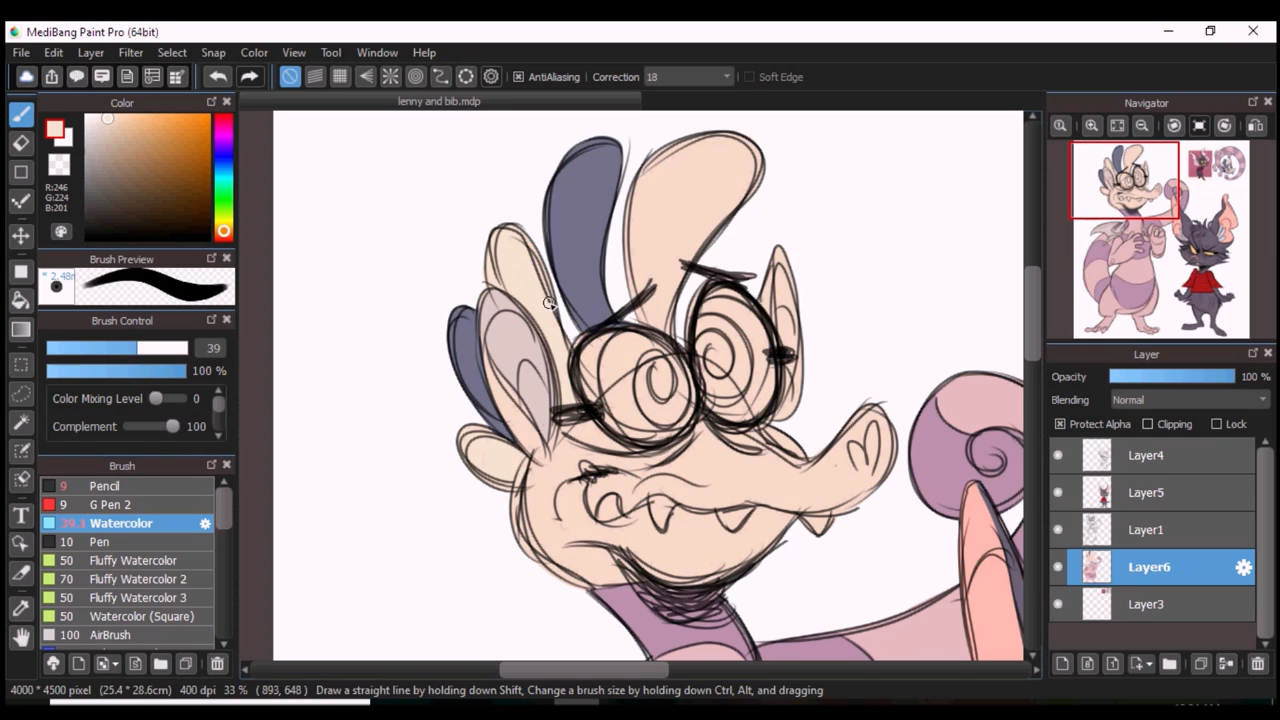 MediBang Paint Pro (64bit)
File Edit Layer Filter Select Snap Color View Tool Window Help
AntiAliasing Correction 18 Soft Edge
Color
lenny and bib.mdp
Navigator
R:246
G:224
B:201
Brush Preview
Brush Control
39
100 %
Color Mixing Level 0
Complement 100
Brush
9 Pencil
9 G Pen 2
39.1 Watercolor
10 Pen
50 Fluffy Watercolor
70 Fluffy Watercolor 2
50 Fluffy Watercolor 3
50 Watercolor (Square)
100 AirBrush
Layer
Opacity 100 %
Blending Normal
Protect Alpha Clipping Lock
Layer4
Layer5
Layer1
Layer6
Layer3
4000 * 4500 pixel (25.4 * 28.6cm) 400 dpi 33 % ( 893, 648 ) Draw a straight line by holding down Shift, Change a brush size by holding down Ctrl, Alt, and dragging